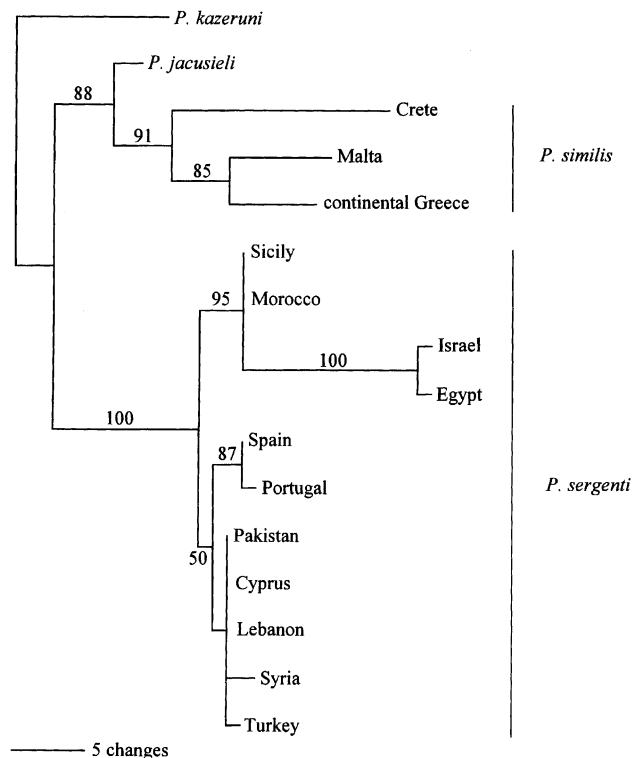 P. kazeruni
P. jacusieli
88
Crete
91
Malta
P. similis
85
continental Greece
Sicily
95
Morocco
Israel
100
Egypt
100
Spain
87
Portugal
P. sergenti
Pakistan
50
Cyprus
Lebanon
Syria
Turkey
5 changes